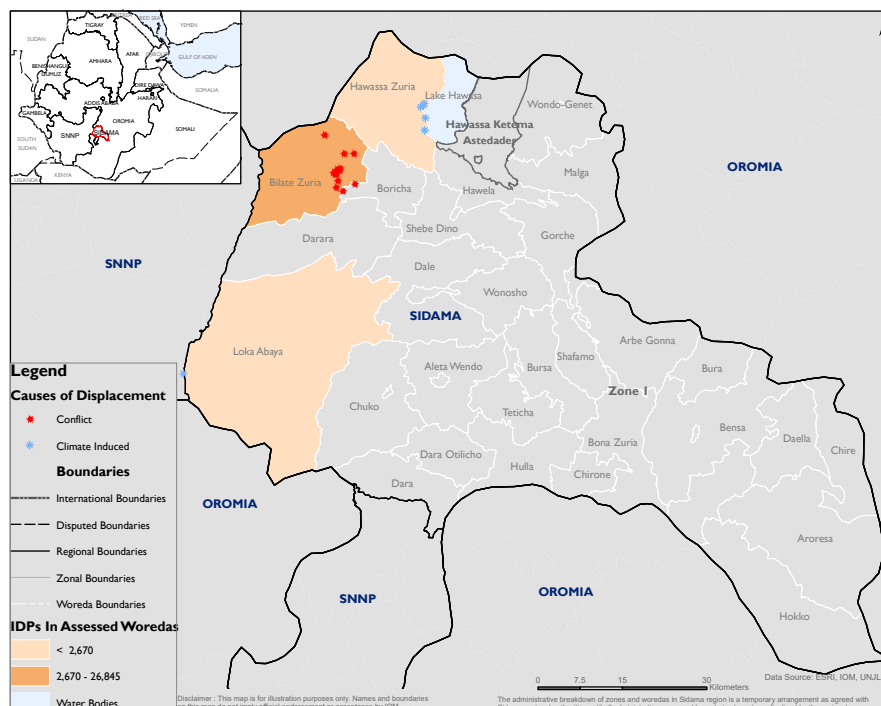 SUDAN
TIGRAY
RED SEA
YEMEN
AFAR
AMHARA
GULF OF ADEN
BENISHANGUL
GUMUZ
DIRE DAWA
SOMALIA
ADDIS ABABA
HARARI
GAMBELA
OROMIA
SNNP
SIDAMA
SOMALI
SOUTH
SUDAN
UGANDA
KENYA
Hawassa Zuria
Lake Hawasa
Wondo-Genet
Hawassa Ketema
Astedader
OROMIA
Malga
Bilate Zuria
Boricha
Hawela
Shebe Dino
Gorche
Darara
SNNP
Dale
Wonosho
SIDAMA
Arbe Gonna
Loka Abaya
Shafamo
Aleta Wendo
Bursa
Bura
Zone 1
Chuko
Teticha
Bensa
Bona Zuria
Daella
Chire
Dara Otilicho
Hulla
Chirone
Dara
OROMIA
Aroresa
SNNP
OROMIA
Hokko
Legend
Causes of Displacement
Conflict
Climate Induced
Boundaries
International Boundaries
Disputed Boundaries
Regional Boundaries
Zonal Boundaries
Woreda Boundaries
IDPs In Assessed Woredas
< 2,670
2,670 - 26,845
Water Bodies
0 7.5 15 30
Kilometers
Data Source: ESRI, IOM, UNJL
Disclaimer : This map is for illustration purposes only. Names and boundaries
The administrative breakdown of zones and woredas in Sidama region is a temporary arrangement as agreed with